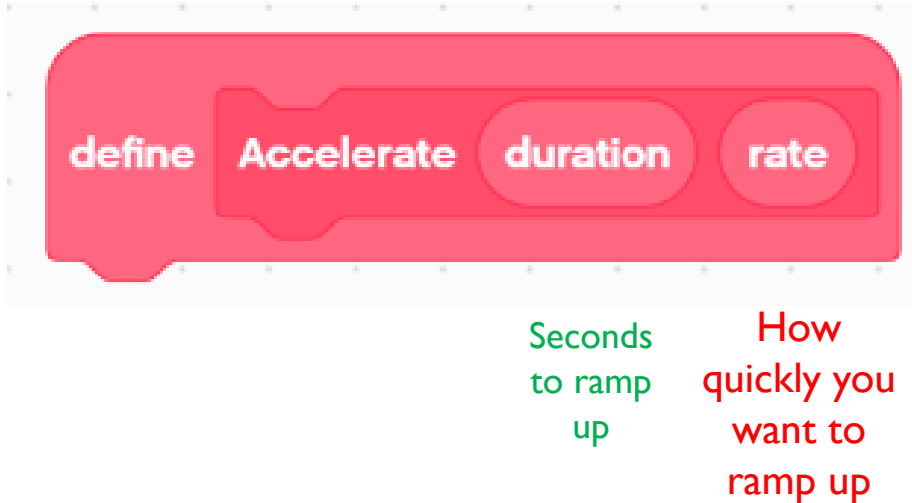 define Accelerate duration rate
Seconds
to ramp
up
How
quickly you
want to
ramp up